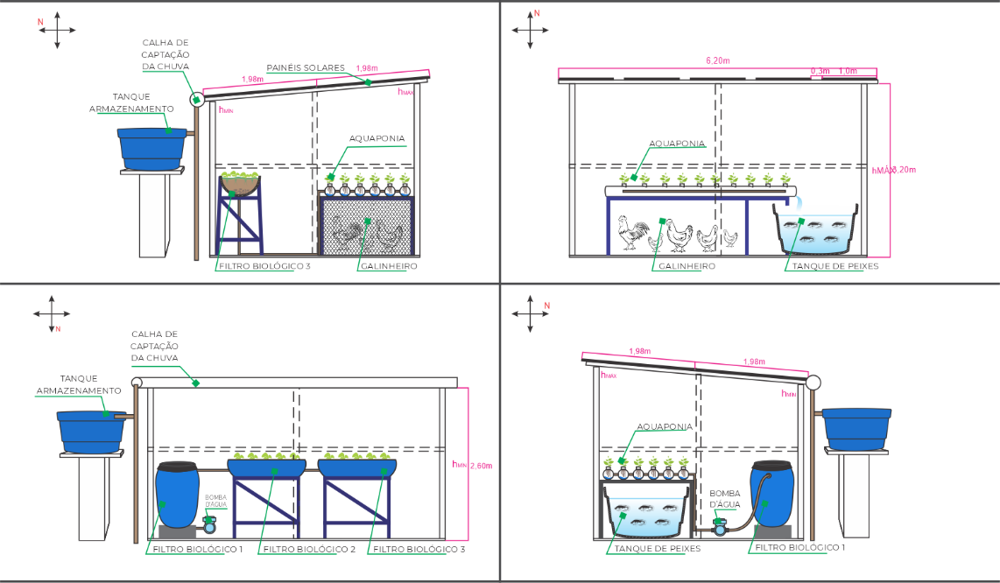 N
CALHA DE
CAPTAÇÃO
DA CHUVA
TANQUE
ARMAZENAMENTO
1,98m
PAINÉIS SOLARES
1,98m
hMIN
hMAX
AQUAPONIA
FILTRO BIOLÓGICO 3
GALINHEIRO
N
6,20m
0,3m
1,0m
AQUAPONIA
hMÁX
3,20m
GALINHEIRO
TANQUE DE PEIXES
N
CALHA DE
CAPTAÇÃO
DA CHUVA
TANQUE
ARMAZENAMENTO
hMIN
2,60m
BOMBA
D'ÁGUA
FILTRO BIOLÓGICO 1
FILTRO BIOLÓGICO 2
FILTRO BIOLÓGICO 3
N
1,98m
1,98m
hMAX
hMIN
AQUAPONIA
BOMBA
D'ÁGUA
TANQUE DE PEIXES
FILTRO BIOLÓGICO 1